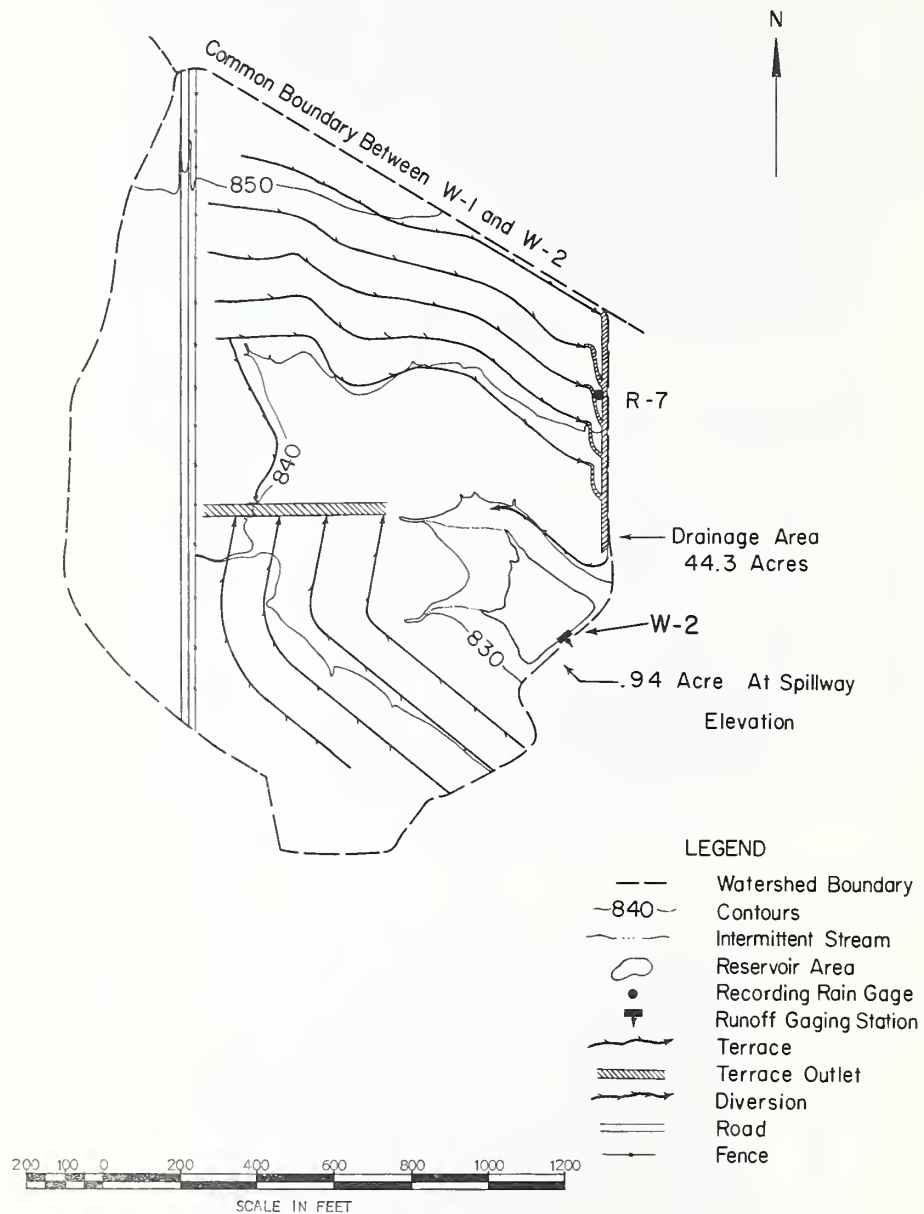 N
Common Boundary Between W-1 and W-2
850
R-7
840
Drainage Area
44.3 Acres
W-2
830
.94 Acre At Spillway
Elevation
LEGEND
Watershed Boundary
840 Contours
Intermittent Stream
Reservoir Area
Recording Rain Gage
Runoff Gaging Station
Terrace
Terrace Outlet
Diversion
Road
Fence
200 100 0 200 400 600 800 1000 1200
SCALE IN FEET